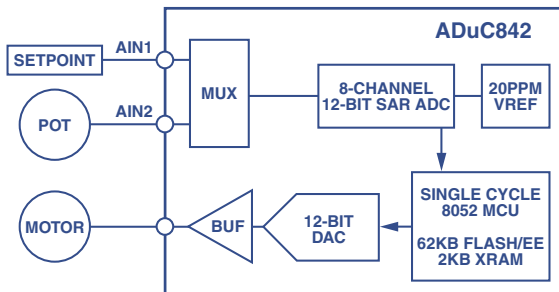 ADuC842
SETPOINT
AIN1
POT
AIN2
MUX
8-CHANNEL
12-BIT SAR ADC
20PPM
VREF
MOTOR
BUF
12-BIT
DAC
SINGLE CYCLE
8052 MCU
62KB FLASH/EE
2KB XRAM